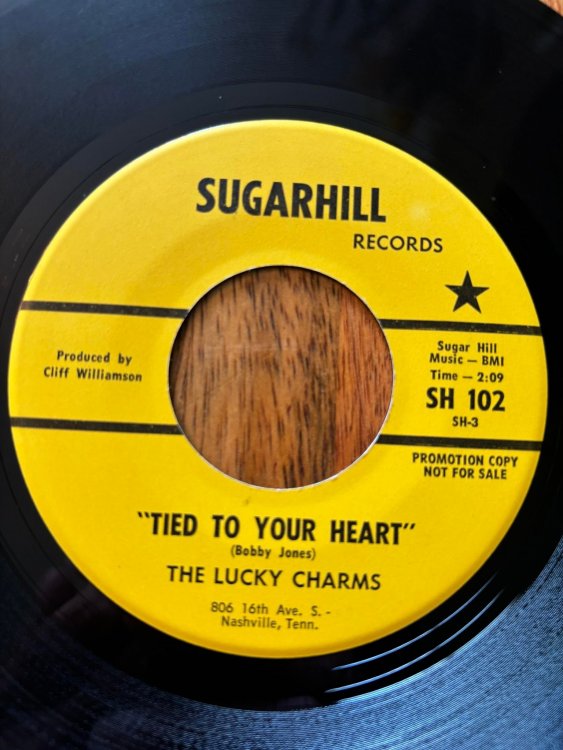 SUGARHILL
RECORDS
Produced by
Cliff Williamson
Sugar Hill
Music — BMI
Time — 2:09
SH 102
SH-3
PROMOTION COPY
NOT FOR SALE
"TIED TO YOUR HEART"
(Bobby Jones)
THE LUCKY CHARMS
806 16th Ave. S. -
Nashville, Tenn.